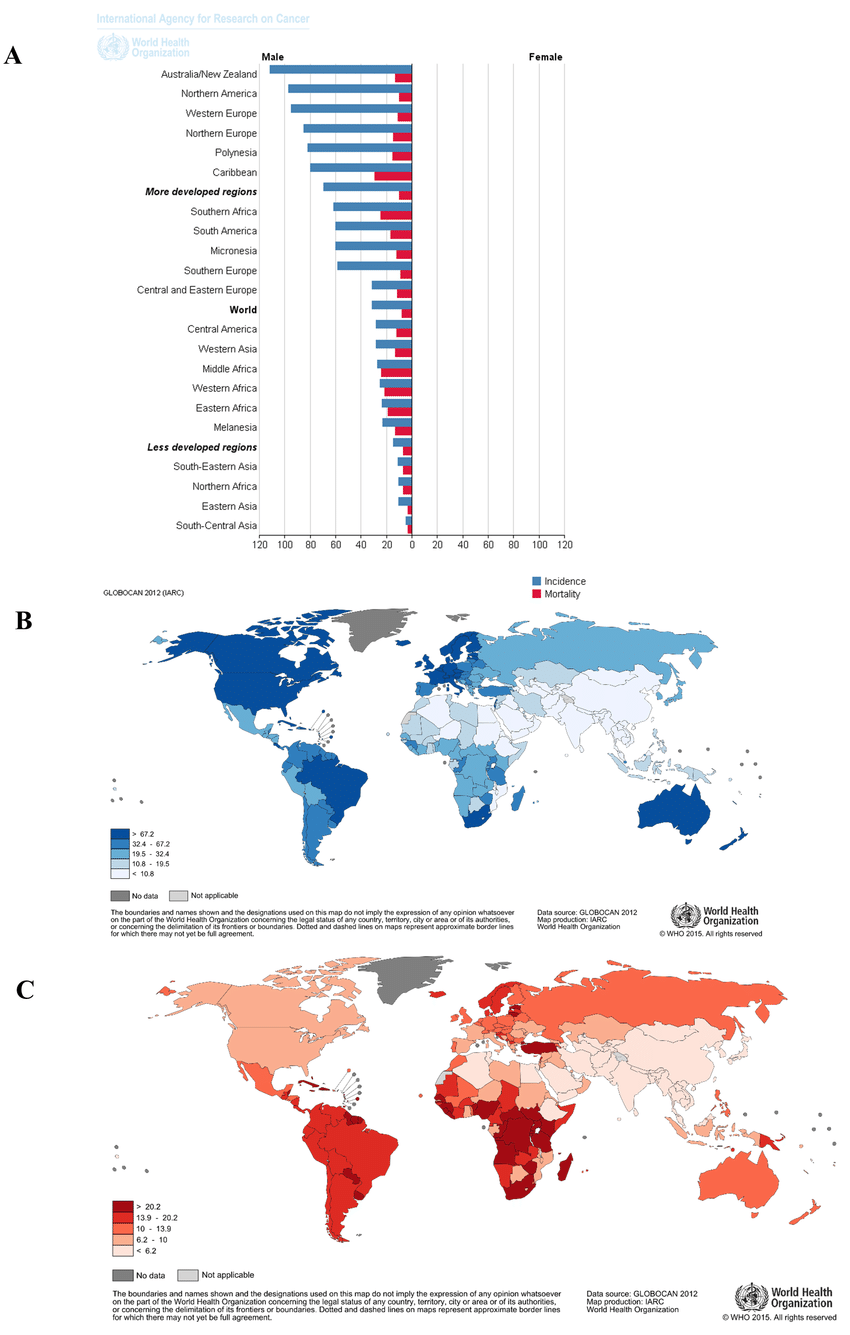 International Agency for Research on Cancer
World Health
Organization
A
Male Female
Australia/New Zealand
Northern America
Western Europe
Northern Europe
Polynesia
Caribbean
More developed regions
Southern Africa
South America
Micronesia
Southern Europe
Central and Eastern Europe
World
Central America
Western Asia
Middle Africa
Western Africa
Eastern Africa
Melanesia
Less developed regions
South-Eastern Asia
Northern Africa
Eastern Asia
South-Central Asia
120 100 80 60 40 20 0 20 40 60 80 100 120
GLOBOCAN 2012 (IARC)
Incidence
Mortality
B
> 67.2
32.4 - 67.2
19.5 - 32.4
10.8 - 19.5
< 10.8
No data Not applicable
The boundaries and names shown and the designations used on this map do not imply the expression of any opinion whatsoever
on the part of the World Health Organization concerning the legal status of any country, territory, city or area or of its authorities,
or concerning the delimitation of its frontiers or boundaries. Dotted and dashed lines on maps represent approximate border lines
for which there may not yet be full agreement.
Data source: GLOBOCAN 2012
Map production: IARC
World Health Organization
World Health
Organization
© WHO 2015. All rights reserved
C
> 20.2
13.9 - 20.2
10 - 13.9
6.2 - 10
< 6.2
No data Not applicable
The boundaries and names shown and the designations used on this map do not imply the expression of any opinion whatsoever
on the part of the World Health Organization concerning the legal status of any country, territory, city or area or of its authorities,
or concerning the delimitation of its frontiers or boundaries. Dotted and dashed lines on maps represent approximate border lines
for which there may not yet be full agreement.
Data source: GLOBOCAN 2012
Map production: IARC
World Health Organization
World Health
Organization
© WHO 2015. All rights reserved